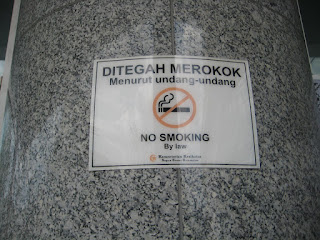 DITEGAH MEROKOK
Menurut undang-undang
NO SMOKING
By law